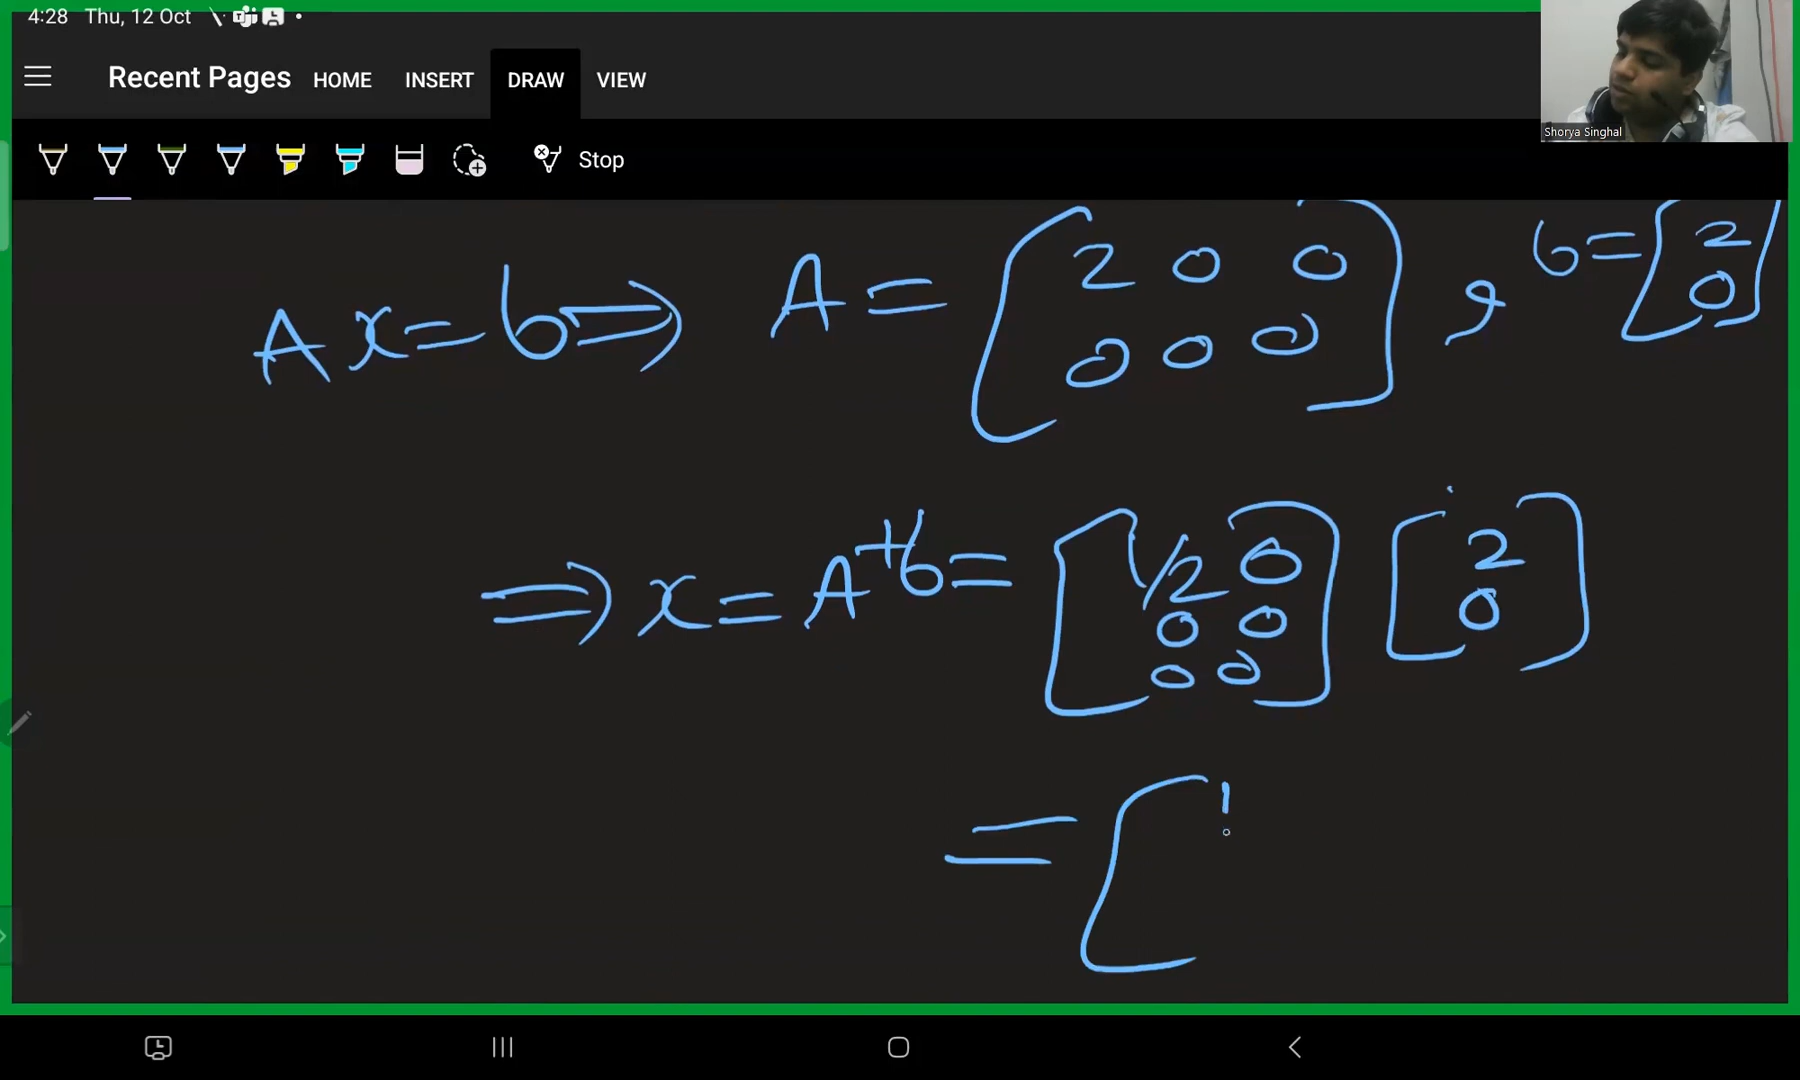 4:28 Thu, 12 Oct
Recent Pages HOME INSERT DRAW VIEW
Shorya Singhal
Stop
Ax = b ⟹ A = [2 0 0
0 0 0] , b = [2
0]
⟹ x = A⁺b = [1/2 0
0 0
0 0] [2
0]
= [1